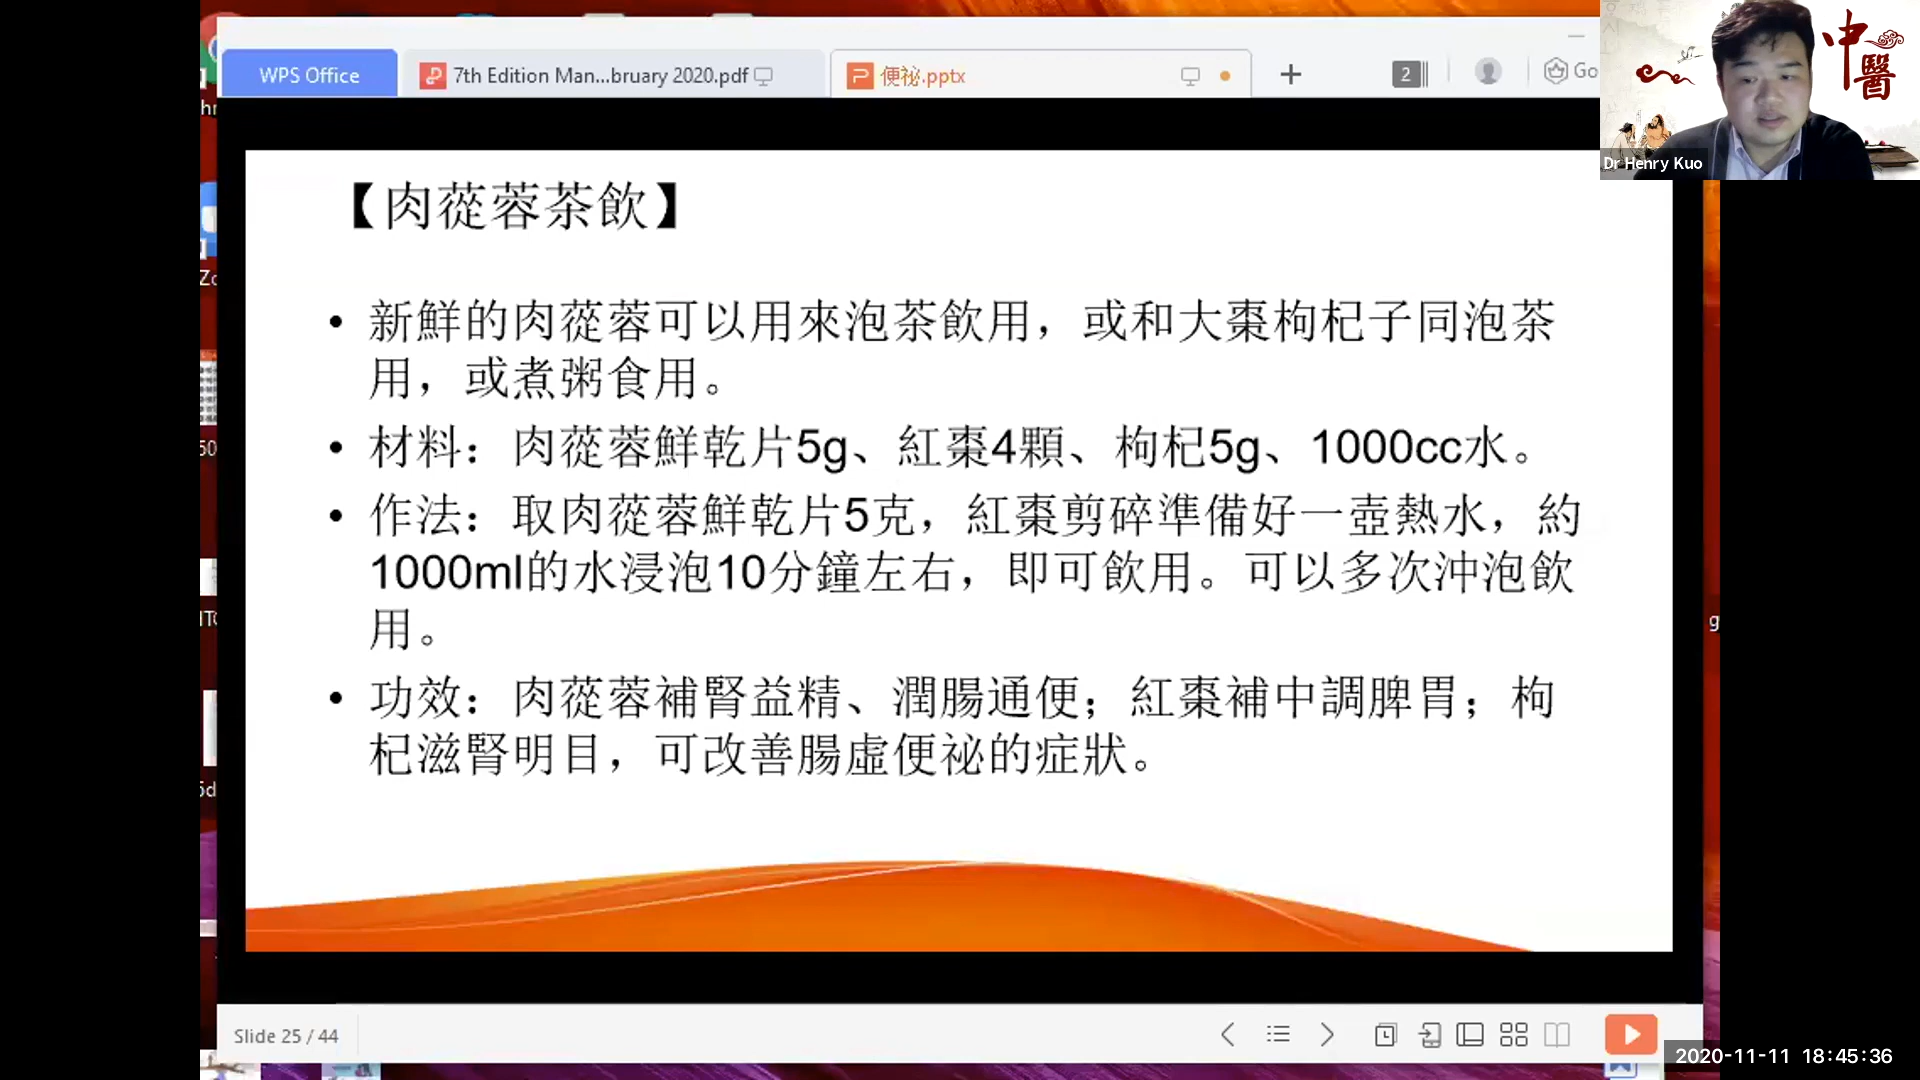 WPS Office
7th Edition Man...bruary 2020.pdf
便祕.pptx
2
Go
中醫
Dr Henry Kuo
【肉蓯蓉茶飲】
• 新鮮的肉蓯蓉可以用來泡茶飲用，或和大棗枸杞子同泡茶
用，或煮粥食用。
• 材料：肉蓯蓉鮮乾片5g、紅棗4顆、枸杞5g、1000cc水。
• 作法：取肉蓯蓉鮮乾片5克，紅棗剪碎準備好一壺熱水，約
1000ml的水浸泡10分鐘左右，即可飲用。可以多次沖泡飲
用。
• 功效：肉蓯蓉補腎益精、潤腸通便；紅棗補中調脾胃；枸
杞滋腎明目，可改善腸虛便祕的症狀。
Slide 25 / 44
2020-11-11 18:45:36